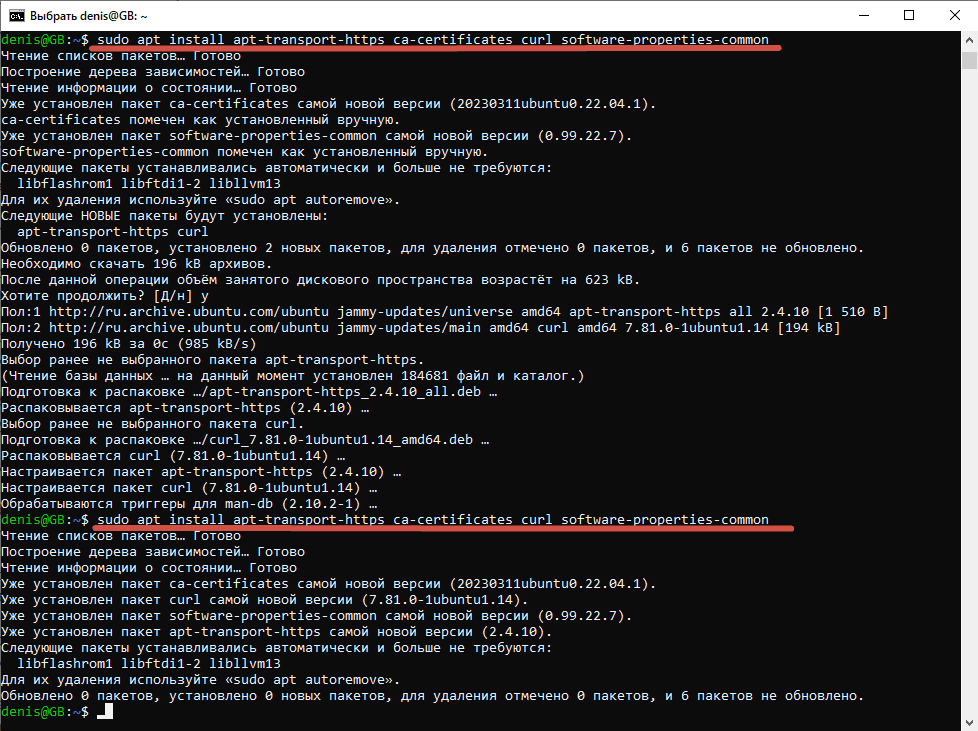 Выбрать denis@GB: ~
denis@GB:~$ sudo apt install apt-transport-https ca-certificates curl software-properties-common
Чтение списков пакетов… Готово
Построение дерева зависимостей… Готово
Чтение информации о состоянии… Готово
Уже установлен пакет ca-certificates самой новой версии (20230311ubuntu0.22.04.1).
ca-certificates помечен как установленный вручную.
Уже установлен пакет software-properties-common самой новой версии (0.99.22.7).
software-properties-common помечен как установленный вручную.
Следующие пакеты устанавливались автоматически и больше не требуются:
  libflashrom1 libftdi1-2 libllvm13
Для их удаления используйте «sudo apt autoremove».
Следующие НОВЫЕ пакеты будут установлены:
  apt-transport-https curl
Обновлено 0 пакетов, установлено 2 новых пакетов, для удаления отмечено 0 пакетов, и 6 пакетов не обновлено.
Необходимо скачать 196 kB архивов.
После данной операции объём занятого дискового пространства возрастёт на 623 kB.
Хотите продолжить? [Д/н] y
Пол:1 http://ru.archive.ubuntu.com/ubuntu jammy-updates/universe amd64 apt-transport-https all 2.4.10 [1 510 B]
Пол:2 http://ru.archive.ubuntu.com/ubuntu jammy-updates/main amd64 curl amd64 7.81.0-1ubuntu1.14 [194 kB]
Получено 196 kB за 0с (985 kB/s)
Выбор ранее не выбранного пакета apt-transport-https.
(Чтение базы данных … на данный момент установлен 184681 файл и каталог.)
Подготовка к распаковке …/apt-transport-https_2.4.10_all.deb …
Распаковывается apt-transport-https (2.4.10) …
Выбор ранее не выбранного пакета curl.
Подготовка к распаковке …/curl_7.81.0-1ubuntu1.14_amd64.deb …
Распаковывается curl (7.81.0-1ubuntu1.14) …
Настраивается пакет apt-transport-https (2.4.10) …
Настраивается пакет curl (7.81.0-1ubuntu1.14) …
Обрабатываются триггеры для man-db (2.10.2-1) …
denis@GB:~$ sudo apt install apt-transport-https ca-certificates curl software-properties-common
Чтение списков пакетов… Готово
Построение дерева зависимостей… Готово
Чтение информации о состоянии… Готово
Уже установлен пакет ca-certificates самой новой версии (20230311ubuntu0.22.04.1).
Уже установлен пакет curl самой новой версии (7.81.0-1ubuntu1.14).
Уже установлен пакет software-properties-common самой новой версии (0.99.22.7).
Уже установлен пакет apt-transport-https самой новой версии (2.4.10).
Следующие пакеты устанавливались автоматически и больше не требуются:
  libflashrom1 libftdi1-2 libllvm13
Для их удаления используйте «sudo apt autoremove».
Обновлено 0 пакетов, установлено 0 новых пакетов, для удаления отмечено 0 пакетов, и 6 пакетов не обновлено.
denis@GB:~$